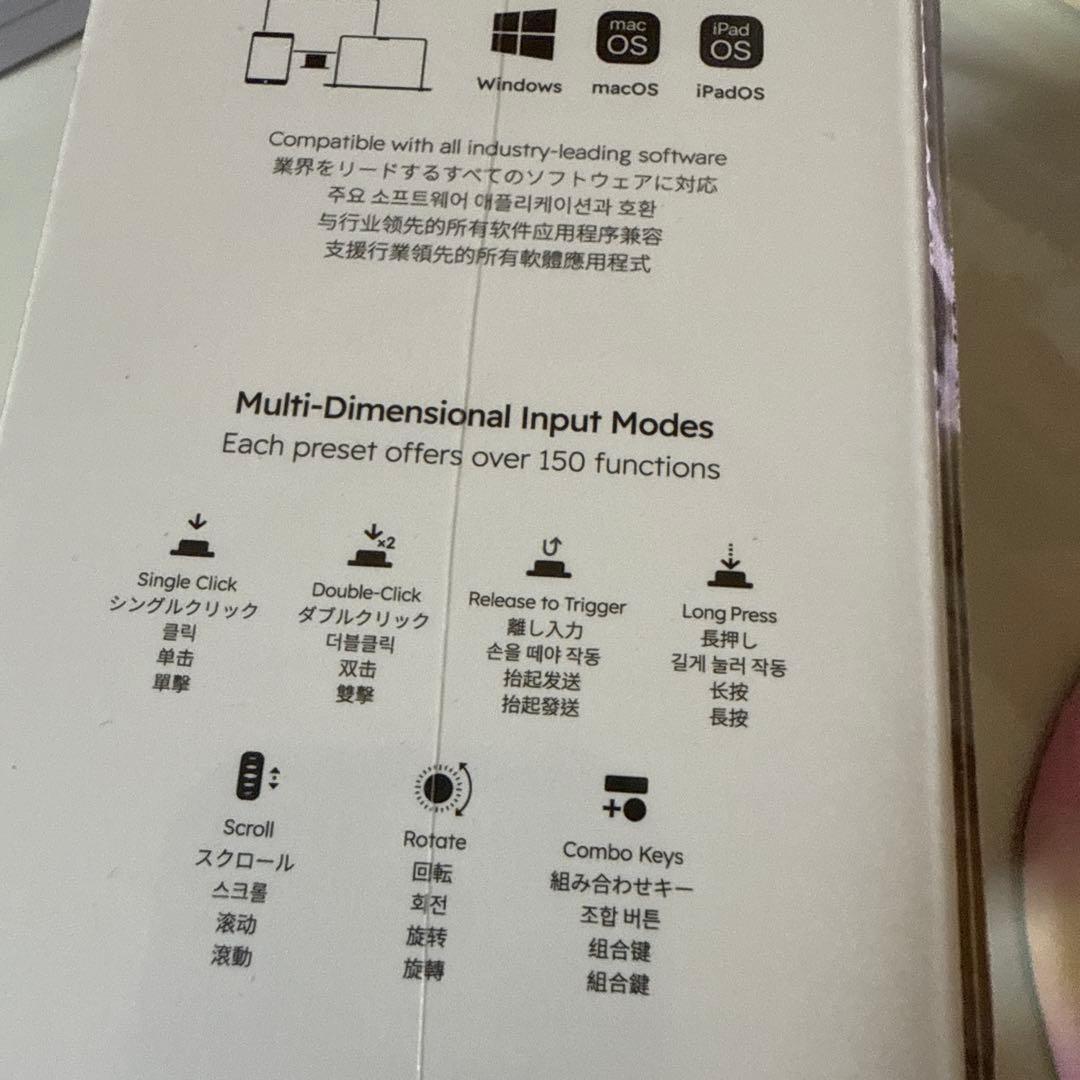 mac
OS
iPad
OS
Windows
macOS
iPadOS
Compatible with all industry-leading software
業界をリードするすべてのソフトウェアに対応
주요 소프트웨어 애플리케이션과 호환
与行业领先的所有软件应用程序兼容
支援行業領先的所有軟體應用程式
Multi-Dimensional Input Modes
Each preset offers over 150 functions
x2
Single Click
シングルクリック
클릭
单击
單擊
Double-Click
ダブルクリック
더블클릭
双击
雙擊
Release to Trigger
離し入力
손을 떼야 작동
抬起发送
抬起發送
Long Press
長押し
길게 눌러 작동
长按
長按
Scroll
スクロール
스크롤
滚动
滾動
Rotate
回転
회전
旋转
旋轉
Combo Keys
組み合わせキー
조합 버튼
组合键
組合鍵